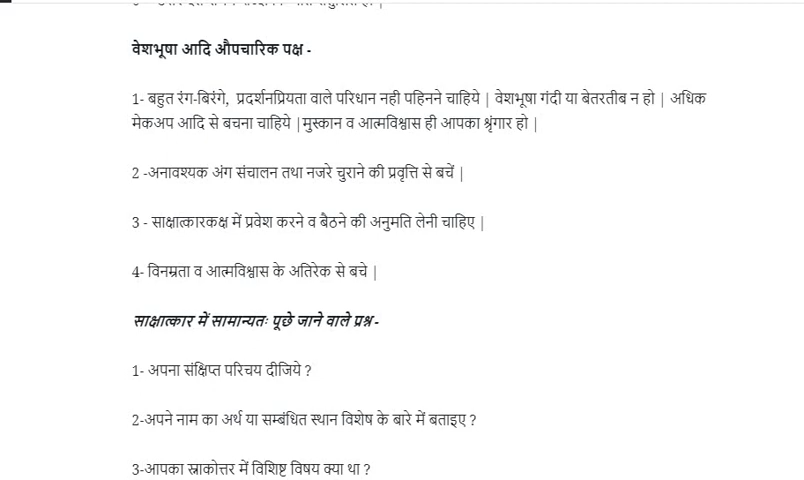 वेशभूषा आदि औपचारिक पक्ष -
1- बहुत रंग-बिरंगे, प्रदर्शनप्रियता वाले परिधान नही पहिनने चाहिये | वेशभूषा गंदी या बेतरतीब न हो | अधिक
मेकअप आदि से बचना चाहिये |मुस्कान व आत्मविश्वास ही आपका श्रृंगार हो |
2 -अनावश्यक अंग संचालन तथा नजरे चुराने की प्रवृत्ति से बचें |
3 - साक्षात्कारकक्ष में प्रवेश करने व बैठने की अनुमति लेनी चाहिए |
4- विनम्रता व आत्मविश्वास के अतिरेक से बचे |
साक्षात्कार में सामान्यतः पूछे जाने वाले प्रश्न -
1- अपना संक्षिप्त परिचय दीजिये ?
2-अपने नाम का अर्थ या सम्बंधित स्थान विशेष के बारे में बताइए ?
3-आपका स्नाकोत्तर में विशिष्ट विषय क्या था ?